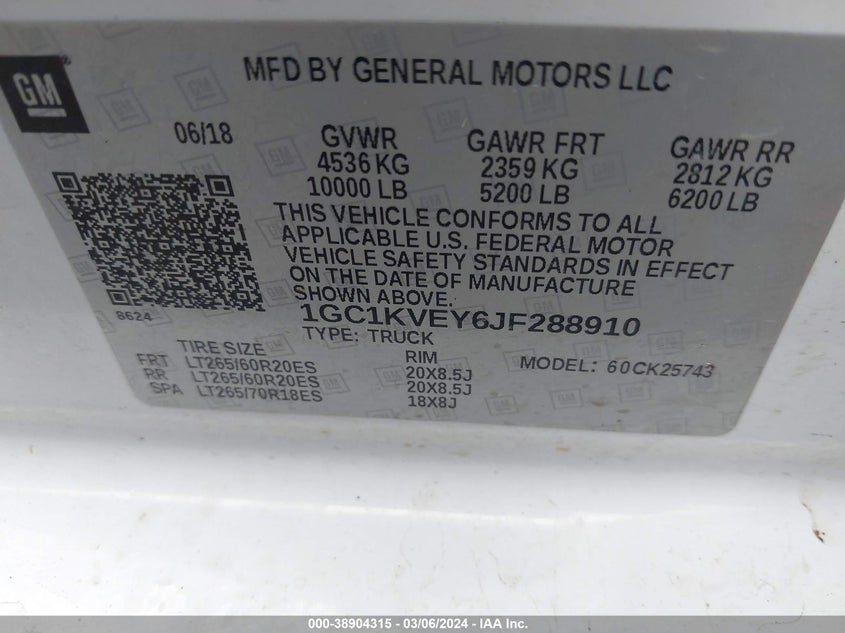 GM
MFD BY GENERAL MOTORS LLC
06/18
GVWR
4536 KG
10000 LB
GAWR FRT
2359 KG
5200 LB
GAWR RR
2812 KG
6200 LB
THIS VEHICLE CONFORMS TO ALL
APPLICABLE U.S. FEDERAL MOTOR
VEHICLE SAFETY STANDARDS IN EFFECT
ON THE DATE OF MANUFACTURE
SHOWN ABOVE.
8624
1GC1KVEY6JF288910
TYPE: TRUCK
MODEL: 60CK25743
TIRE SIZE RIM
FRT LT265/60R20ES 20X8.5J
RR LT265/60R20ES 20X8.5J
SPA LT265/70R18ES 18X8J
000-38904315 - 03/06/2024 - IAA Inc.